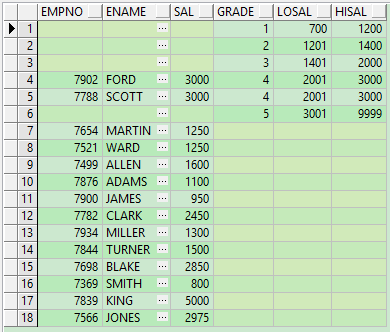 EMPNO ENAME SAL GRADE LOSAL HISAL
1 ... 1 700 1200
2 ... 2 1201 1400
3 ... 3 1401 2000
4 7902 FORD ... 3000 4 2001 3000
5 7788 SCOTT ... 3000 4 2001 3000
6 ... 5 3001 9999
7 7654 MARTIN ... 1250
8 7521 WARD ... 1250
9 7499 ALLEN ... 1600
10 7876 ADAMS ... 1100
11 7900 JAMES ... 950
12 7782 CLARK ... 2450
13 7934 MILLER ... 1300
14 7844 TURNER ... 1500
15 7698 BLAKE ... 2850
16 7369 SMITH ... 800
17 7839 KING ... 5000
18 7566 JONES ... 2975